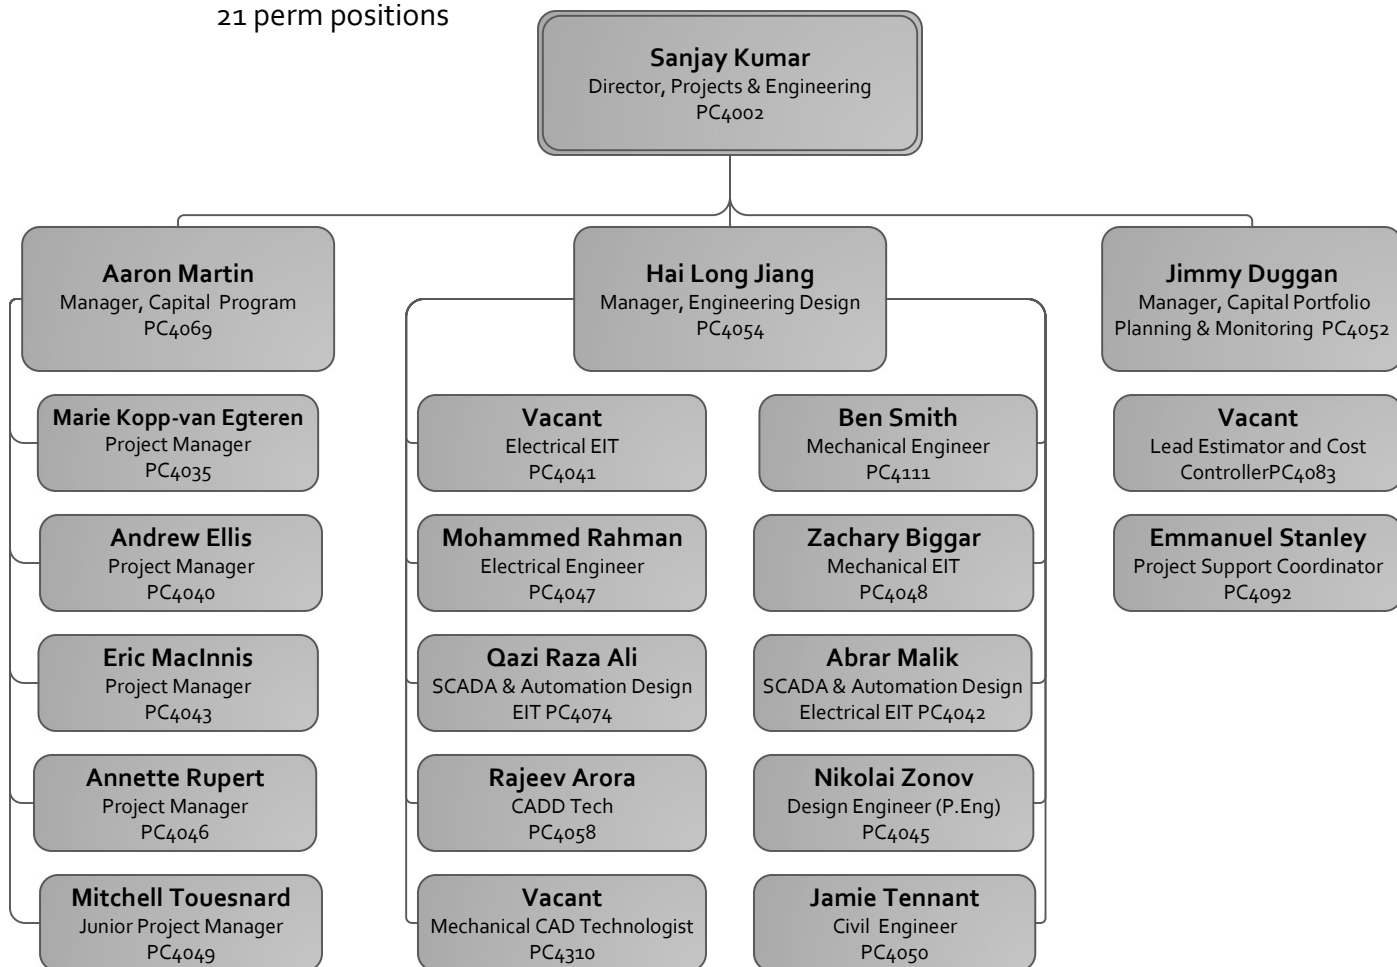 21 perm positions
Sanjay Kumar
Director, Projects & Engineering
PC4002
Aaron Martin
Manager, Capital Program
PC4069
Hai Long Jiang
Manager, Engineering Design
PC4054
Jimmy Duggan
Manager, Capital Portfolio
Planning & Monitoring PC4052
Marie Kopp-van Egteren
Project Manager
PC4035
Andrew Ellis
Project Manager
PC4040
Eric MacInnis
Project Manager
PC4043
Annette Rupert
Project Manager
PC4046
Mitchell Touesnard
Junior Project Manager
PC4049
Vacant
Electrical EIT
PC4041
Mohammed Rahman
Electrical Engineer
PC4047
Qazi Raza Ali
SCADA & Automation Design
EIT PC4074
Rajeev Arora
CADD Tech
PC4058
Vacant
Mechanical CAD Technologist
PC4310
Ben Smith
Mechanical Engineer
PC4111
Zachary Biggar
Mechanical EIT
PC4048
Abrar Malik
SCADA & Automation Design
Electrical EIT PC4042
Nikolai Zonov
Design Engineer (P.Eng)
PC4045
Jamie Tennant
Civil Engineer
PC4050
Vacant
Lead Estimator and Cost
ControllerPC4083
Emmanuel Stanley
Project Support Coordinator
PC4092